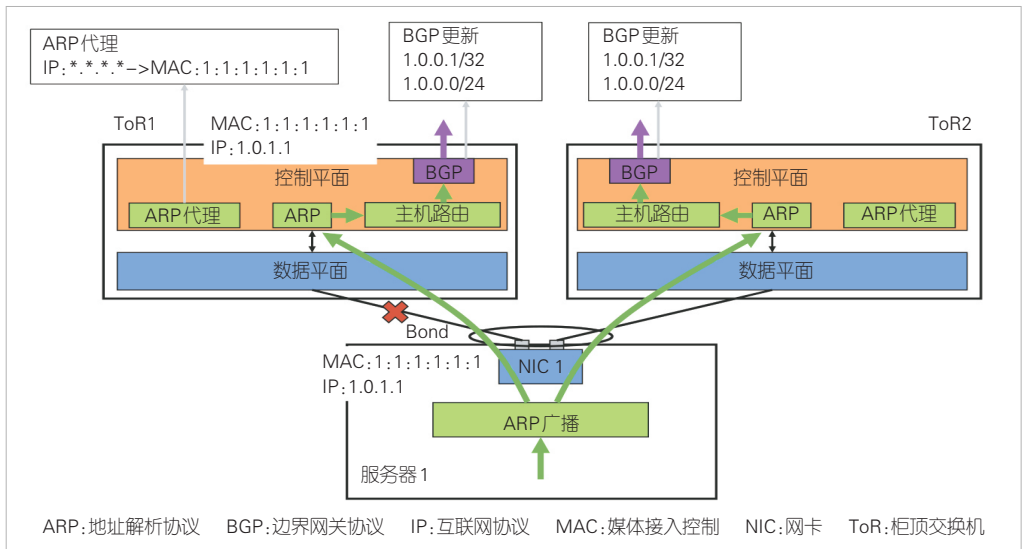 ARP代理
IP:*.*.*.*->MAC:1:1:1:1:1:1
BGP更新
1.0.0.1/32
1.0.0.0/24
BGP更新
1.0.0.1/32
1.0.0.0/24
ToR1
MAC:1:1:1:1:1:1
IP:1.0.1.1
ToR2
控制平面
BGP
ARP代理
ARP
主机路由
数据平面
BGP
控制平面
主机路由
ARP
ARP代理
数据平面
Bond
MAC:1:1:1:1:1:1
IP:1.0.1.1
NIC 1
ARP广播
服务器1
ARP:地址解析协议 BGP:边界网关协议 IP:互联网协议 MAC:媒体接入控制 NIC:网卡 ToR:柜顶交换机